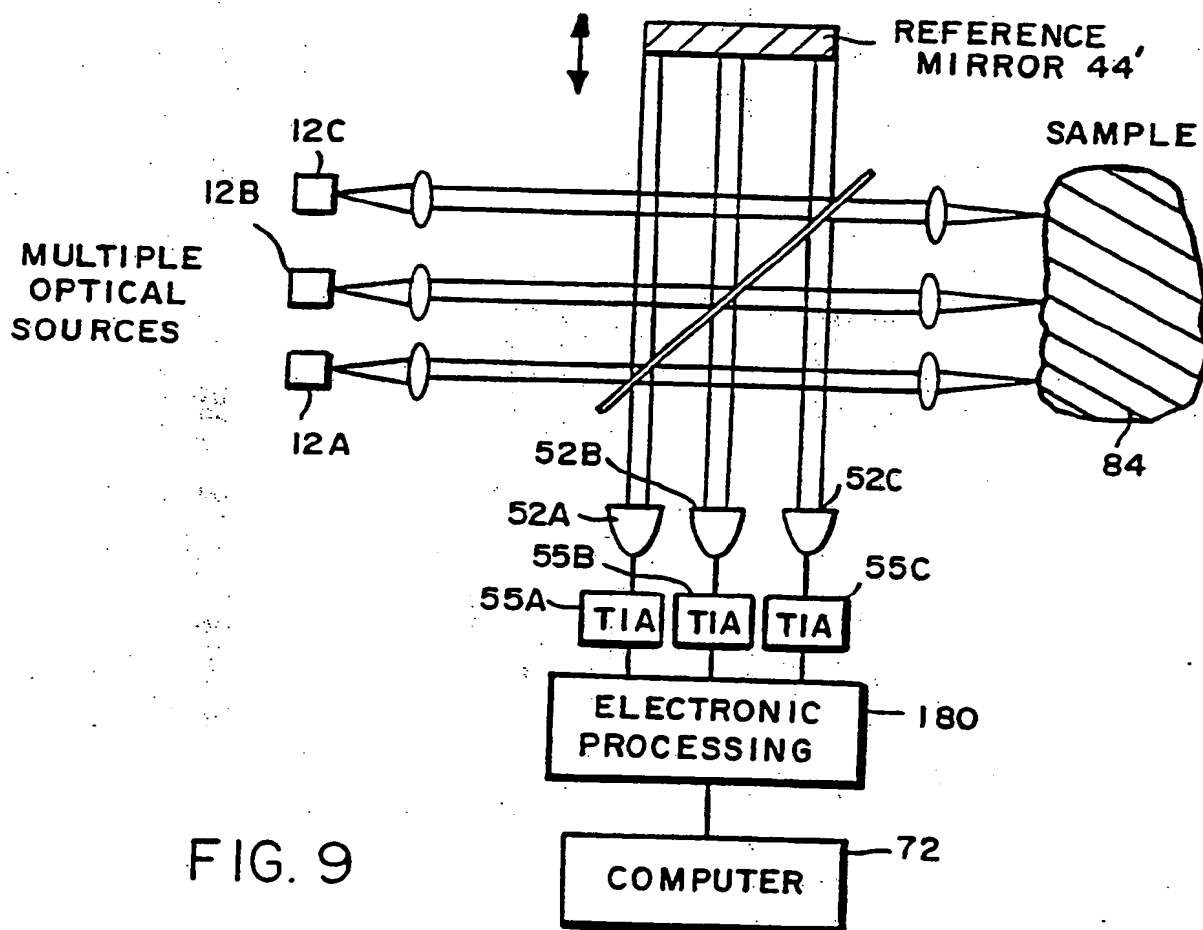 REFERENCE
MIRROR 44'
12C
SAMPLE
12B
MULTIPLE
OPTICAL
SOURCES
12A
84
52B
52C
52A
55B
55C
55A
TIA
TIA
TIA
ELECTRONIC
PROCESSING
180
FIG. 9
COMPUTER
72